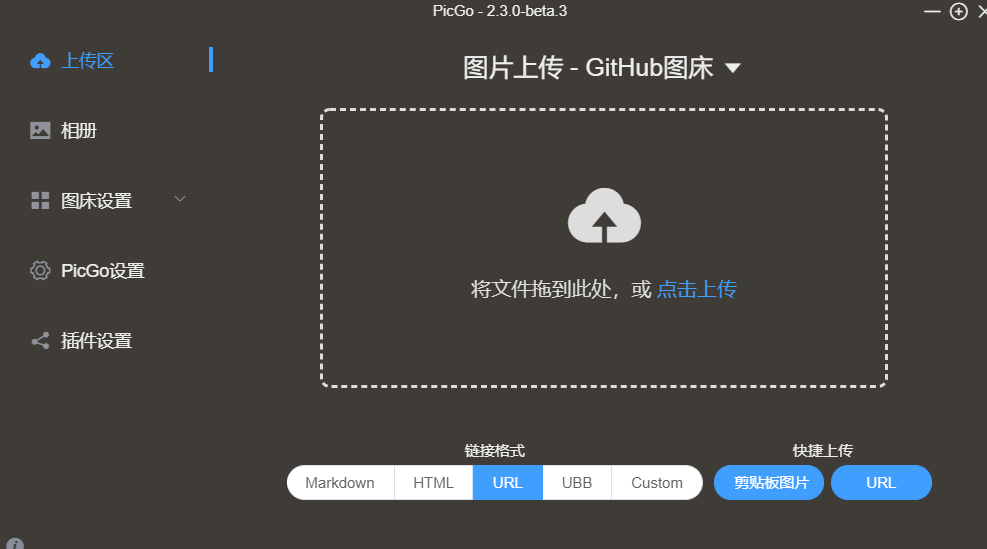 PicGo - 2.3.0-beta.3
上传区
相册
图床设置
PicGo设置
插件设置
图片上传 - GitHub图床
将文件拖到此处，或 点击上传
链接格式
Markdown HTML URL UBB Custom
快捷上传
剪贴板图片 URL